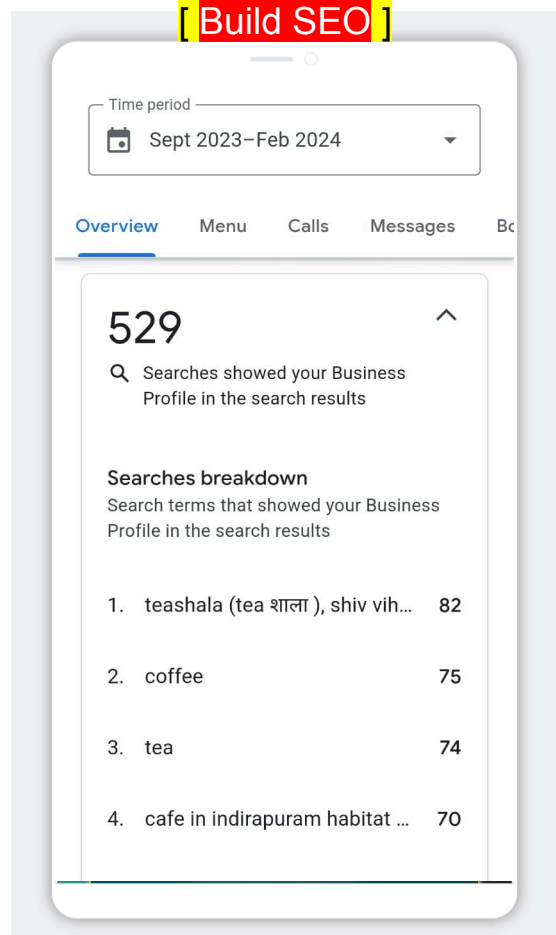 [ Build SEO ]
Time period
Sept 2023–Feb 2024
Overview Menu Calls Messages Bo
529
Searches showed your Business
Profile in the search results
Searches breakdown
Search terms that showed your Business
Profile in the search results
1. teashala (tea शाला ), shiv vih... 82
2. coffee 75
3. tea 74
4. cafe in indirapuram habitat ... 70